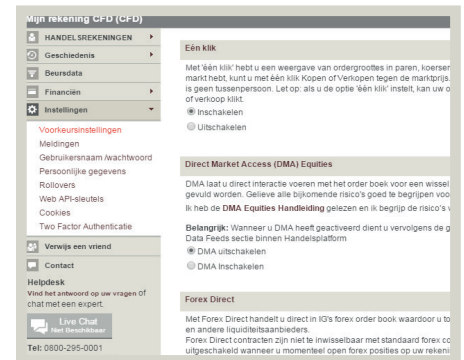 Mijn rekening CFD (CFD)
HANDELSREKENINGEN
Geschiedenis
Beursdata
Financiën
Instellingen
Voorkeursinstellingen
Meldingen
Gebruikersnaam /wachtwoord
Persoonlijke gegevens
Rollovers
Web API-sleutels
Cookies
Two Factor Authenticatie
Verwijs een vriend
Contact
Helpdesk
Vind het antwoord op uw vragen of
chat met een expert.
Live Chat
Niet Beschikbaar
Tel: 0800-295-0001
Eén klik
Met 'één klik' hebt u een weergave van ordergroottes in paren, koersen
markt hebt, kunt u met één klik Kopen of Verkopen tegen de marktprijs.
is geen tussenpersoon. Let op: als u de optie 'één klik' instelt, kan uw o
of verkoop klikt.
Inschakelen
Uitschakelen
Direct Market Access (DMA) Equities
DMA laat u direct interactie voeren met het order boek voor een wissel
gevuld worden. Gelieve alle bijkomende risico's goed te begrijpen voo
Ik heb de DMA Equities Handleiding gelezen en ik begrijp de risico's v
Belangrijk: Wanneer u DMA heeft geactiveerd dient u vervolgens de g
Data Feeds sectie binnen Handelsplatform
DMA uitschakelen
DMA Inschakelen
Forex Direct
Met Forex Direct handelt u direct in IG's forex order book waardoor u to
en andere liquiditeitsaanbieders.
Forex Direct contracten zijn niet te inwisselbaar met standaard forex co
uitgeschakeld wanneer u momenteel open forex posities op uw rekeni